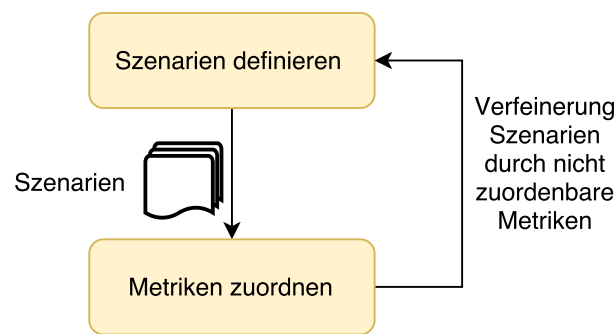 Szenarien definieren
Szenarien
Verfeinerung
Szenarien
durch nicht
zuordenbare
Metriken
Metriken zuordnen